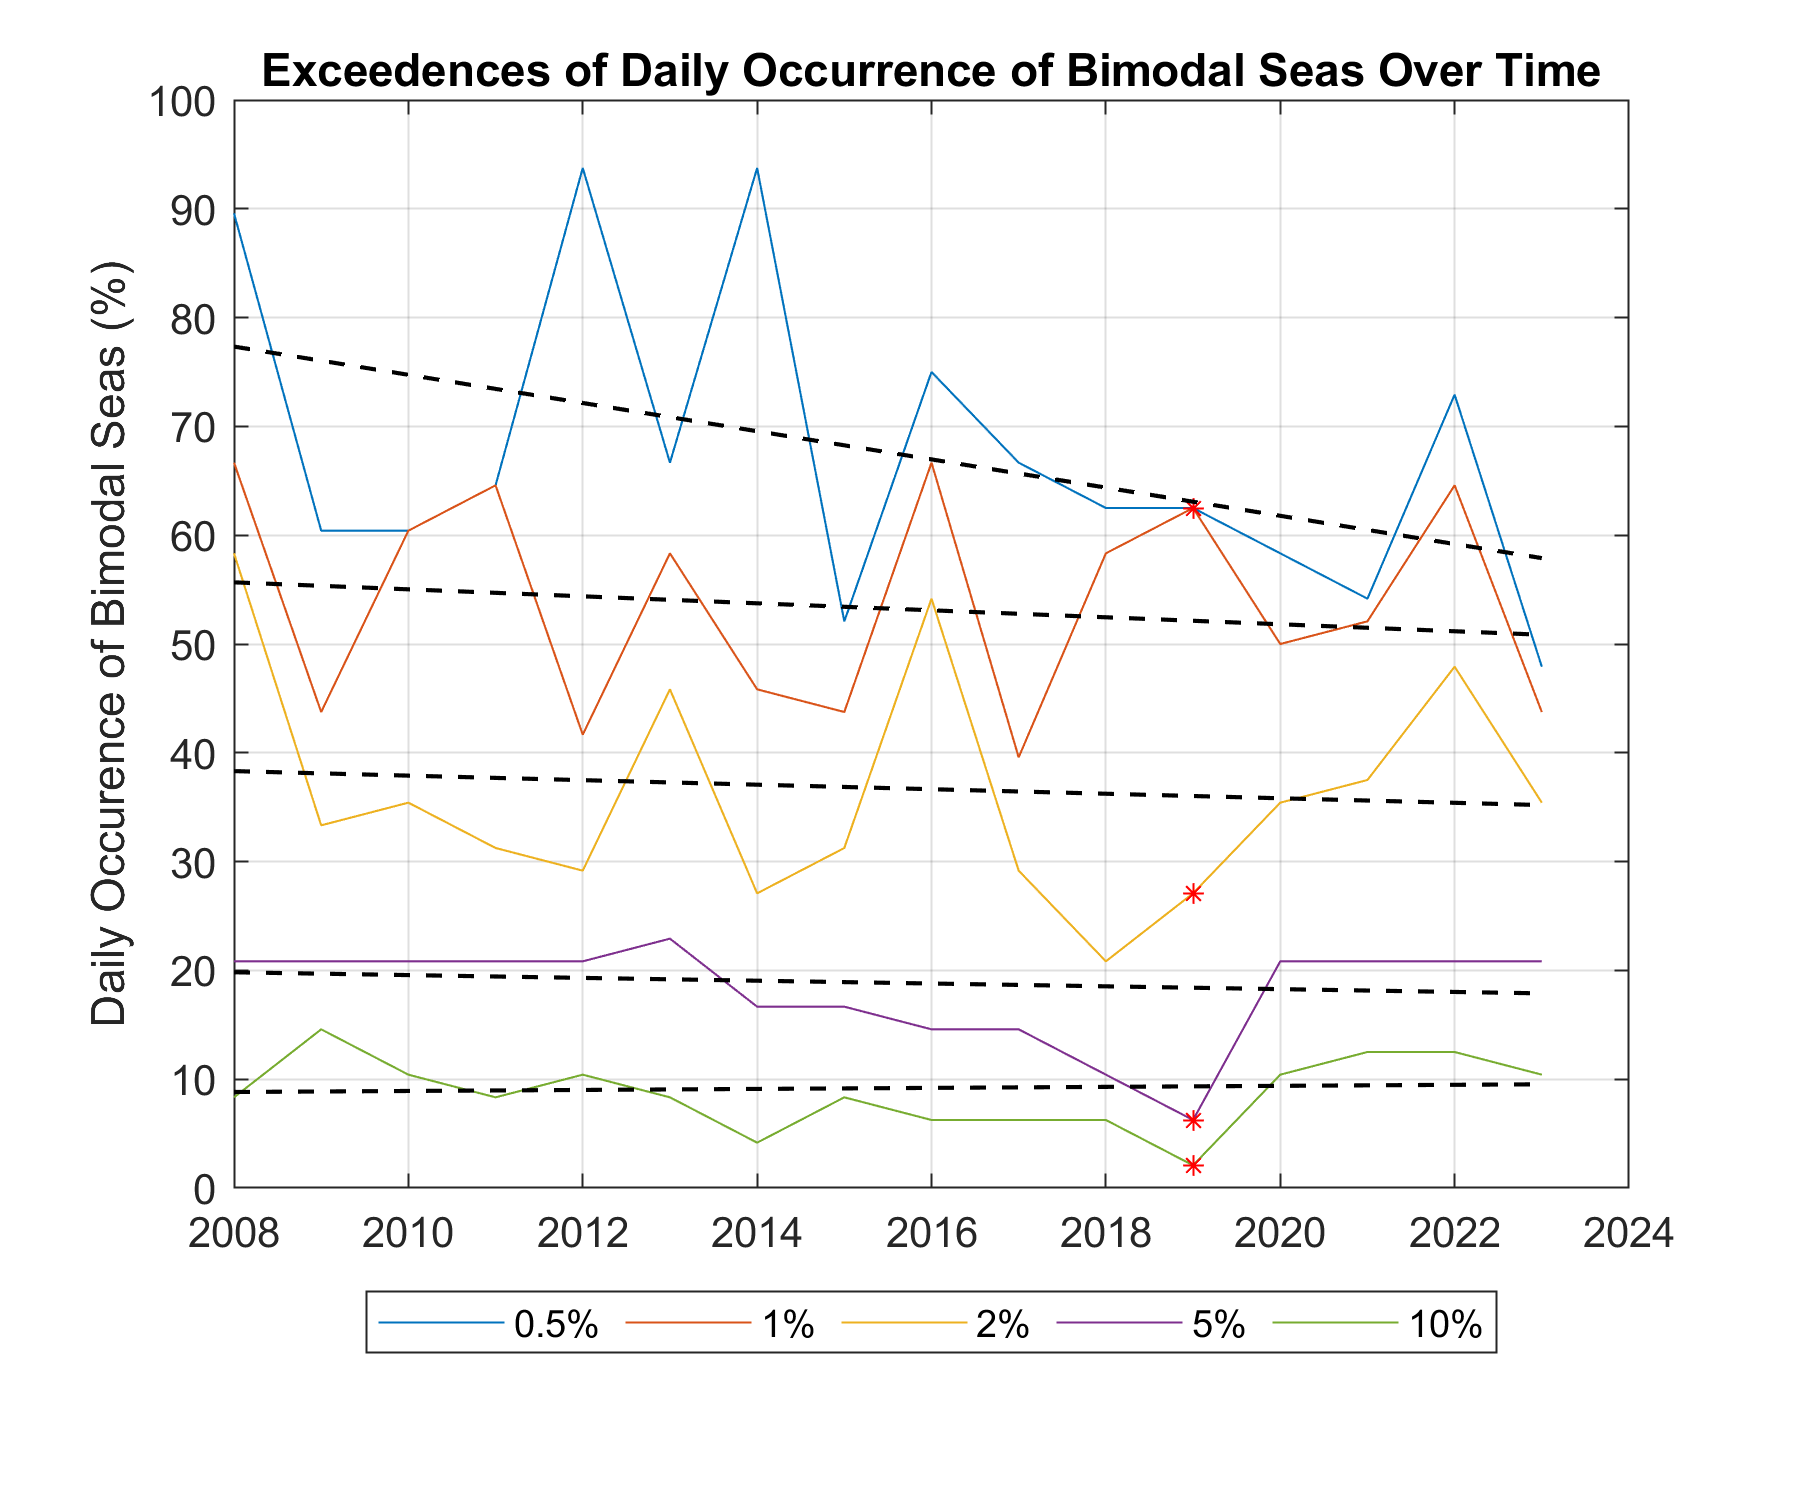 Exceedences of Daily Occurrence of Bimodal Seas Over Time
Daily Occurence of Bimodal Seas (%)
100
90
80
70
60
50
40
30
20
10
0
2008 2010 2012 2014 2016 2018 2020 2022 2024
0.5% 1% 2% 5% 10%